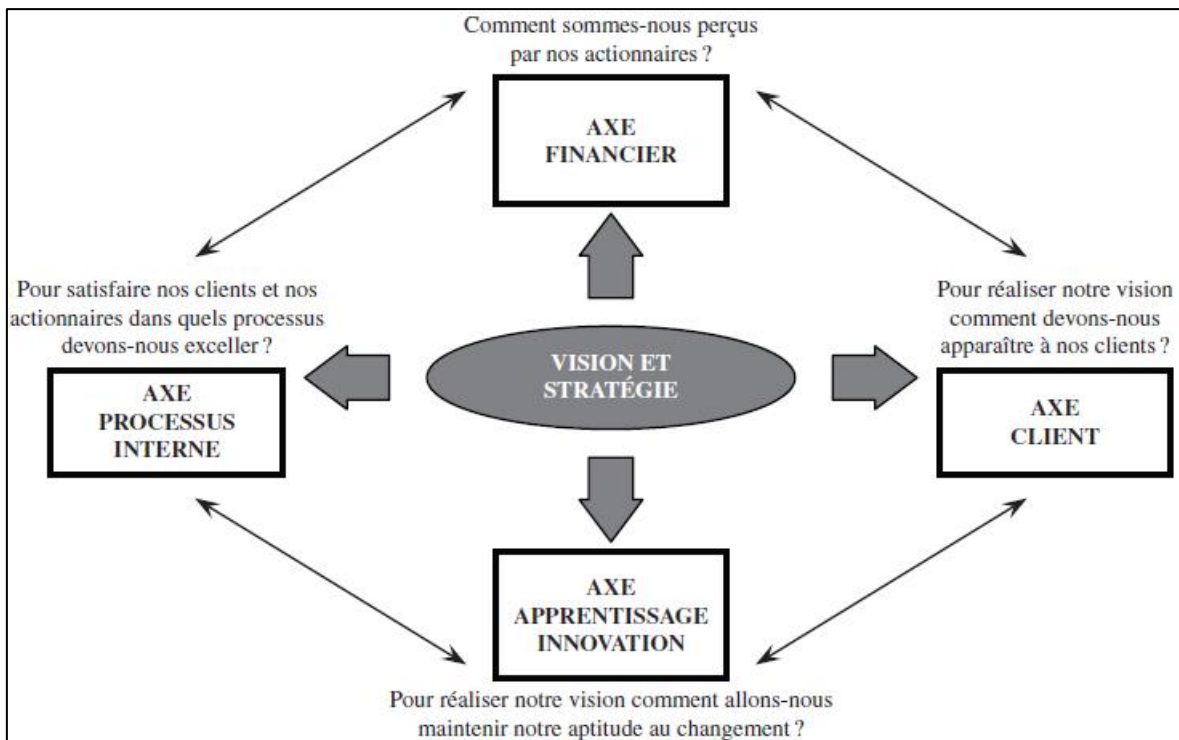 Comment sommes-nous perçus
par nos actionnaires ?
AXE
FINANCIER
Pour satisfaire nos clients et nos
actionnaires dans quels processus
devons-nous exceller ?
AXE
PROCESSUS
INTERNE
VISION ET
STRATÉGIE
Pour réaliser notre vision
comment devons-nous
apparaître à nos clients ?
AXE
CLIENT
AXE
APPRENTISSAGE
INNOVATION
Pour réaliser notre vision comment allons-nous
maintenir notre aptitude au changement ?